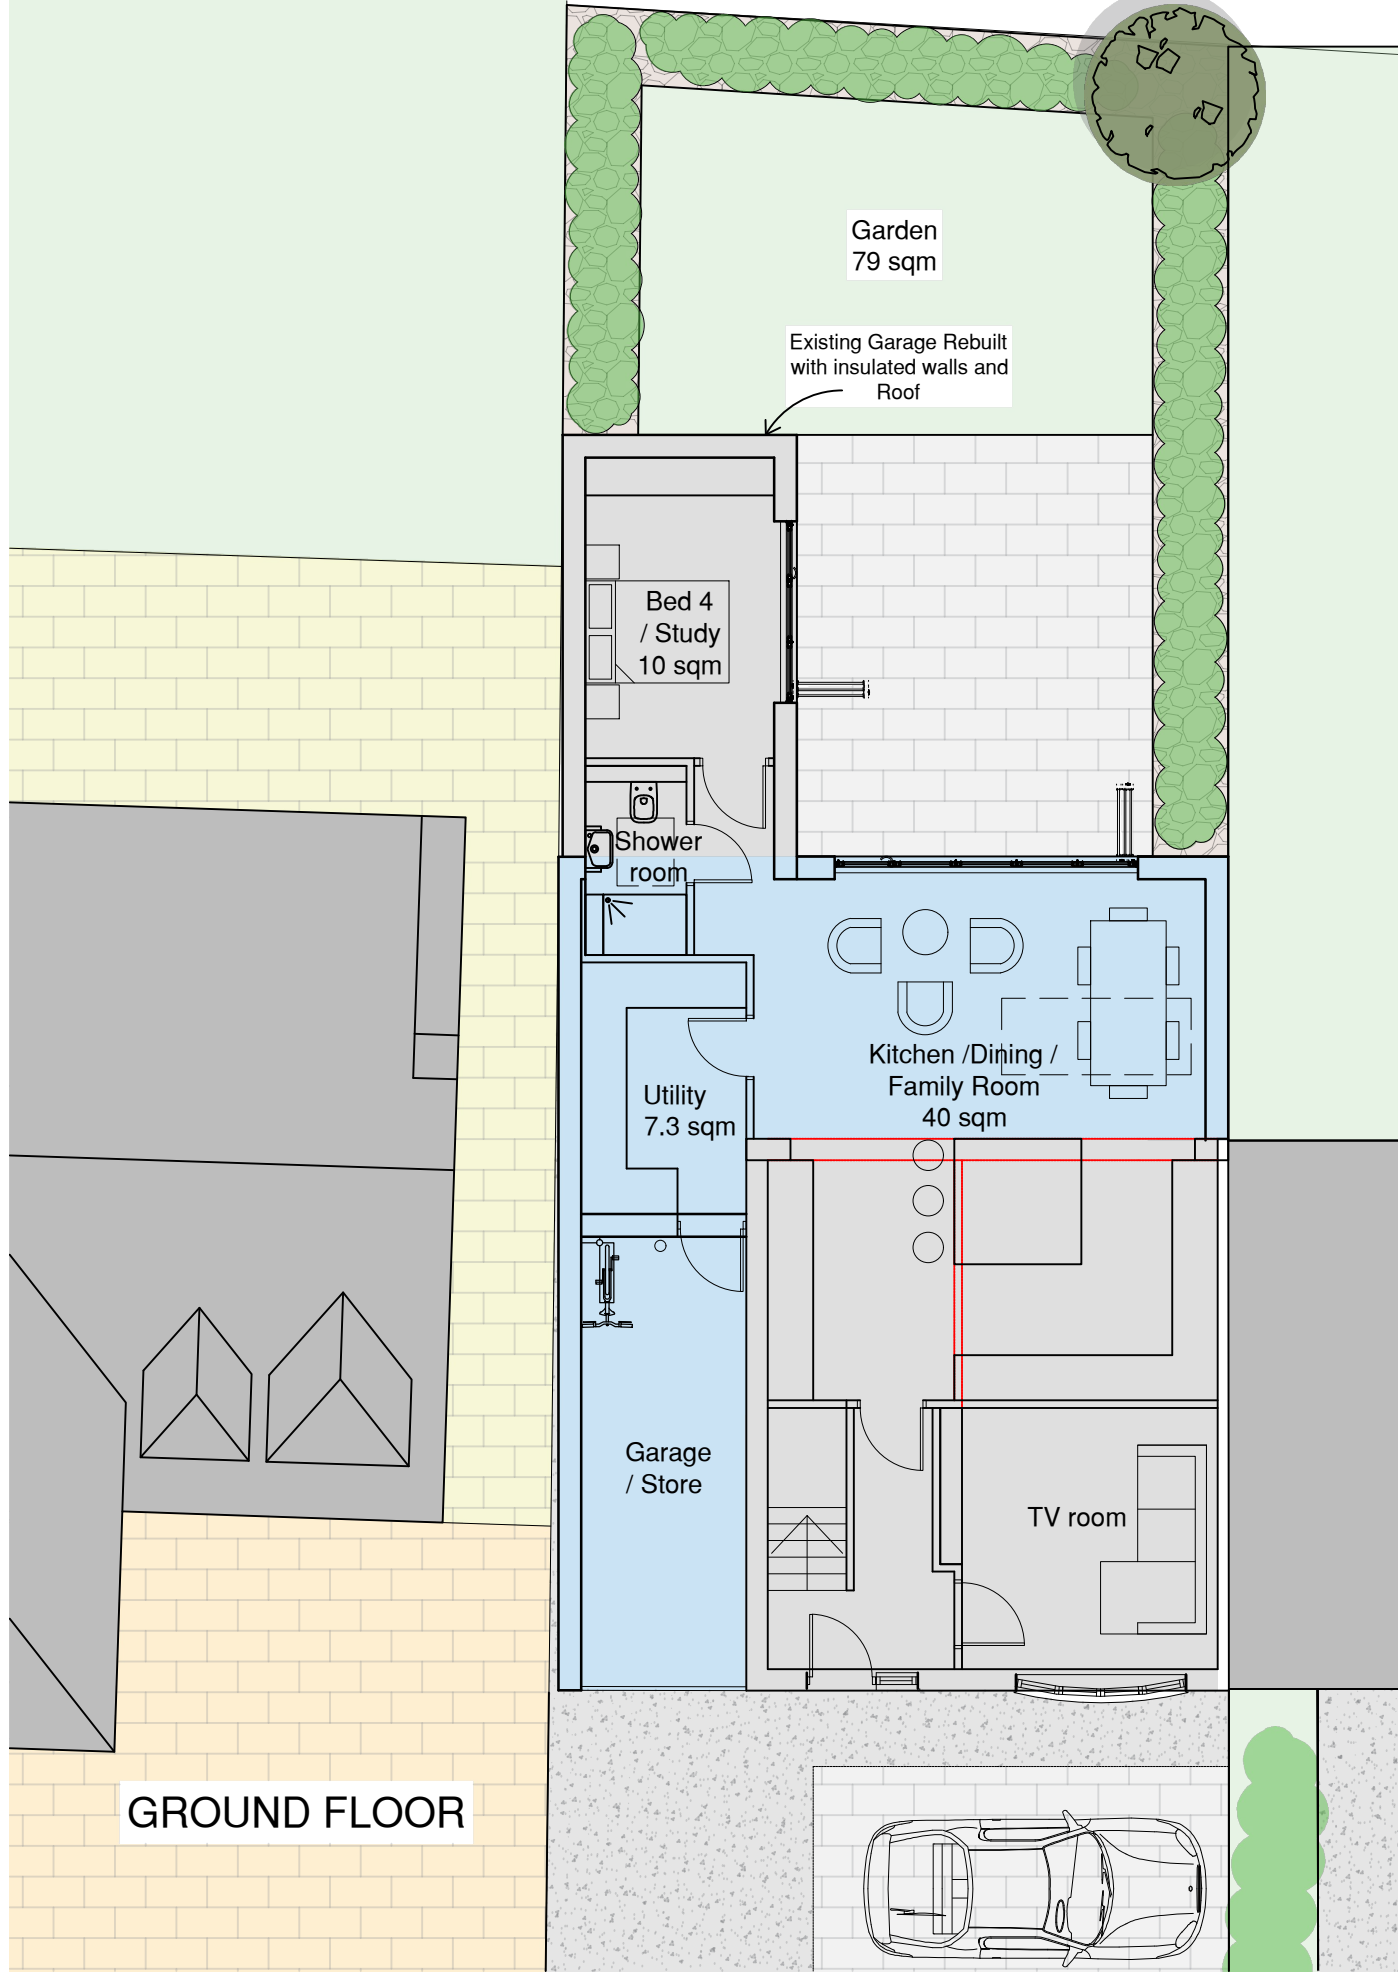 Garden
79 sqm
Existing Garage Rebuilt
with insulated walls and
Roof
Bed 4
/ Study
10 sqm
Shower
room
Kitchen /Dining /
Family Room
40 sqm
Utility
7.3 sqm
Garage
/ Store
TV room
GROUND FLOOR